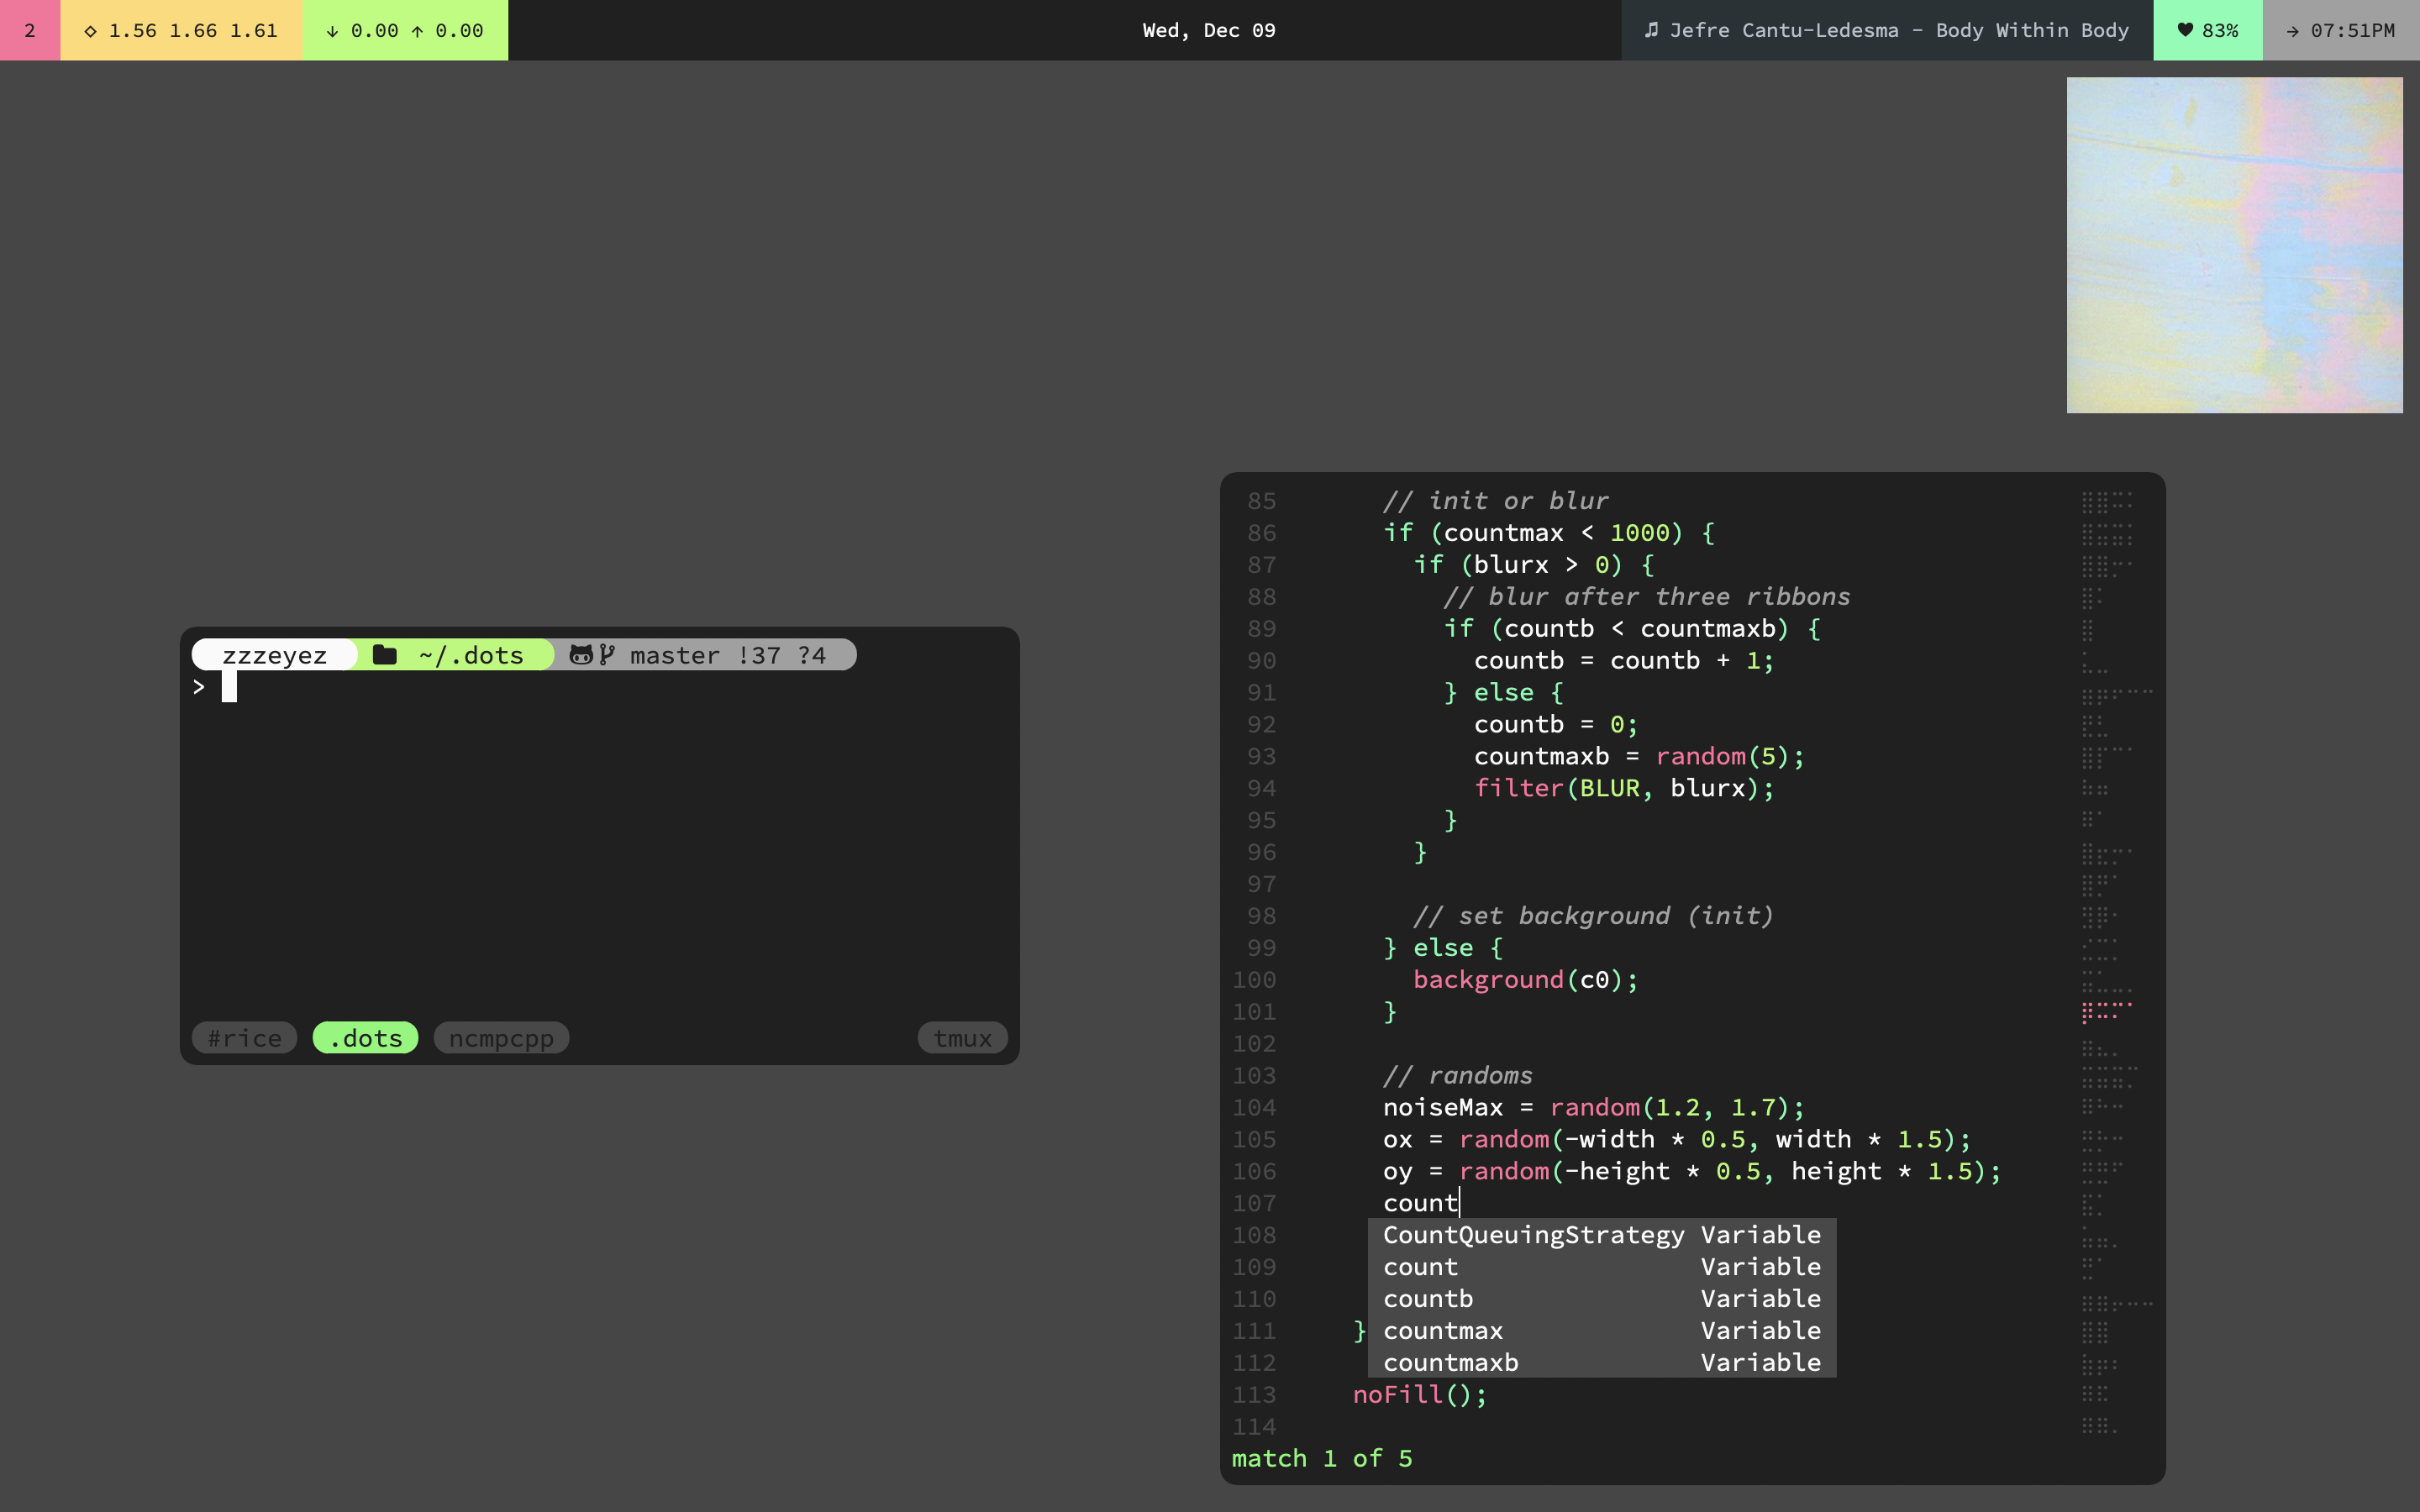 2 ◇ 1.56 1.66 1.61 ↓ 0.00 ↑ 0.00 Wed, Dec 09 ♫ Jefre Cantu-Ledesma - Body Within Body ♥ 83% → 07:51PM
zzzeyez ~/.dots master !37 ?4
>
#rice .dots ncmpcpp tmux
85 // init or blur
86 if (countmax < 1000) {
87 if (blurx > 0) {
88 // blur after three ribbons
89 if (countb < countmaxb) {
90 countb = countb + 1;
91 } else {
92 countb = 0;
93 countmaxb = random(5);
94 filter(BLUR, blurx);
95 }
96 }
97
98 // set background (init)
99 } else {
100 background(c0);
101 }
102
103 // randoms
104 noiseMax = random(1.2, 1.7);
105 ox = random(-width * 0.5, width * 1.5);
106 oy = random(-height * 0.5, height * 1.5);
107 count
108 CountQueuingStrategy Variable
109 count Variable
110 countb Variable
111 } countmax Variable
112 countmaxb Variable
113 noFill();
114
match 1 of 5